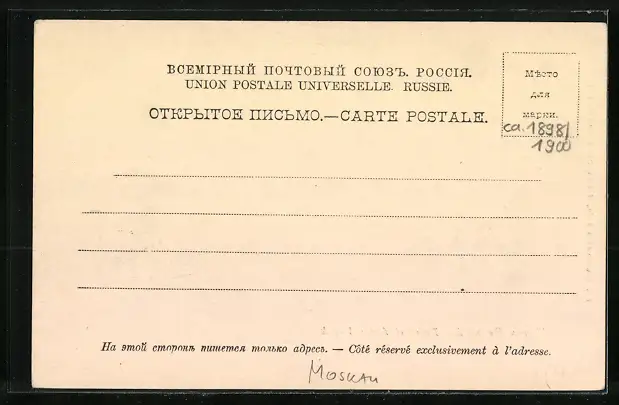 ВСЕМІРНЫЙ ПОЧТОВЫЙ СОЮЗЪ. РОССІЯ.
UNION POSTALE UNIVERSELLE. RUSSIE.
ОТКРЫТОЕ ПИСЬМО.—CARTE POSTALE.
Мѣсто
для
марки.
ca. 1898/
1900
На этой сторонѣ пишется только адресъ. — Côté réservé exclusivement à l'adresse.
Moskau